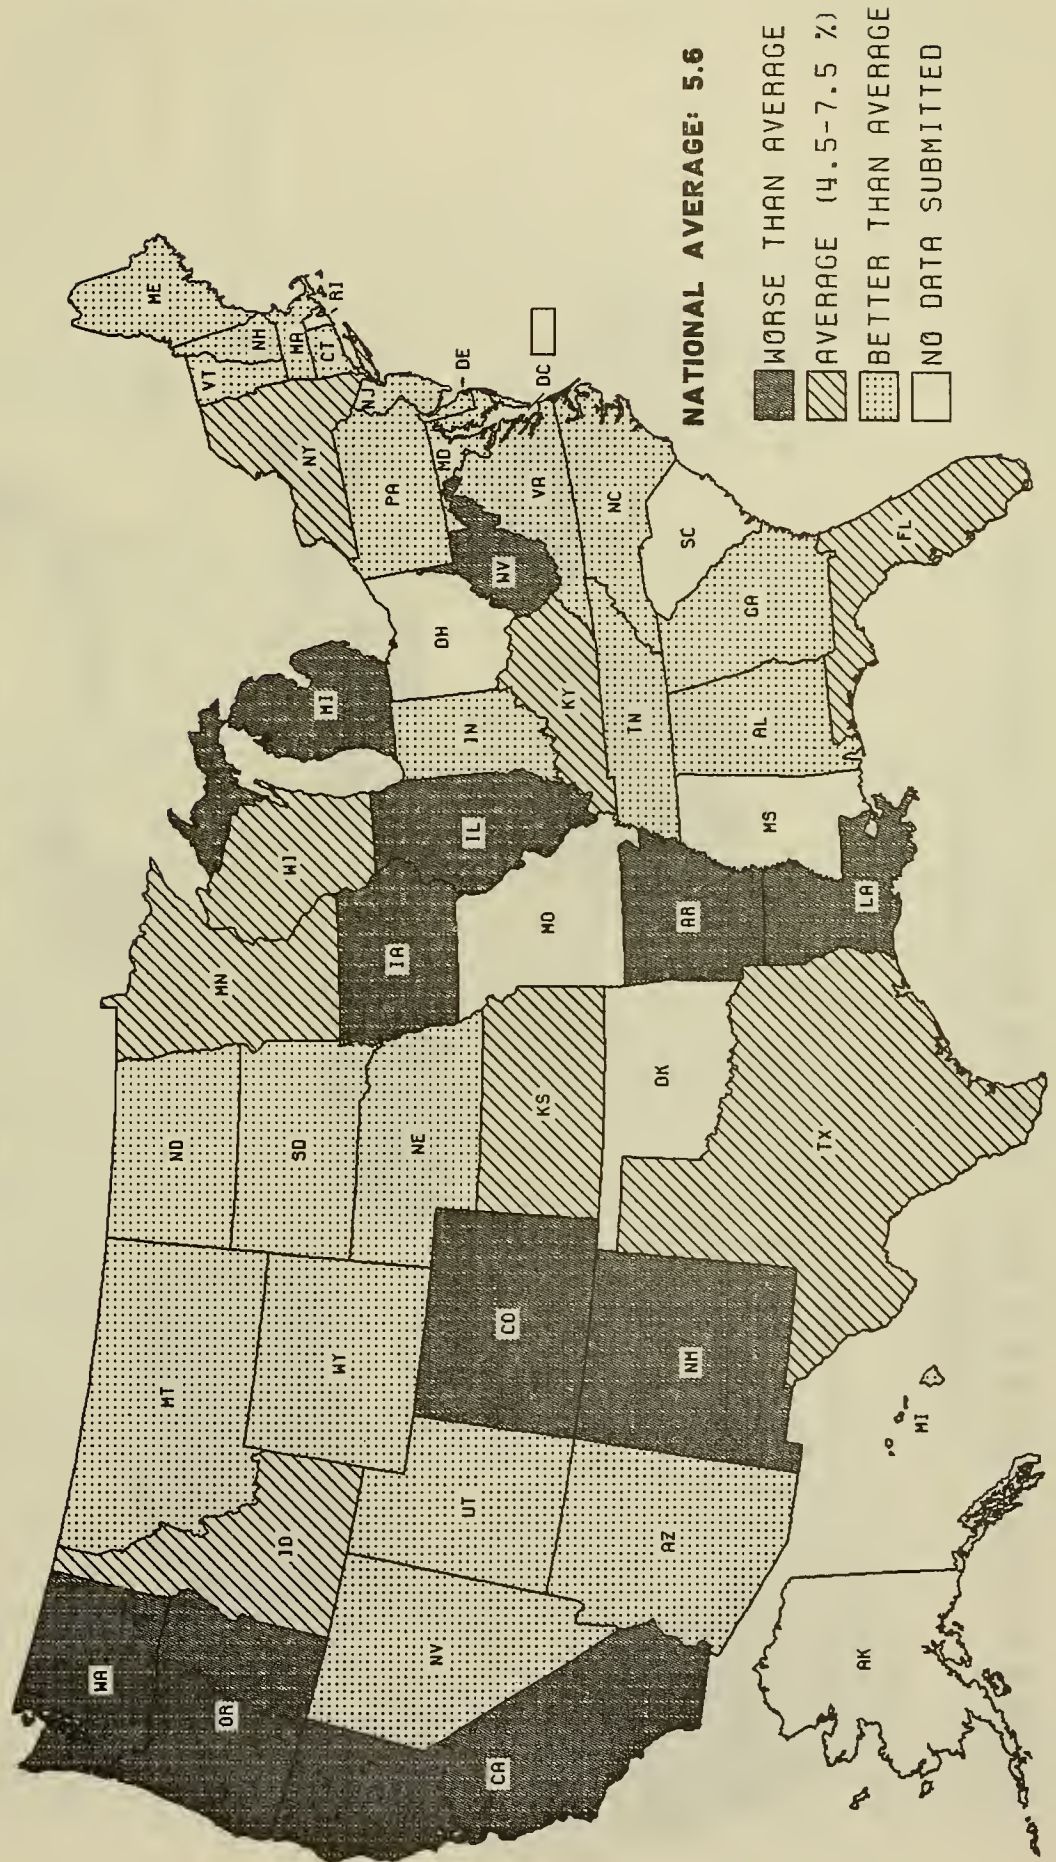 WA
OR
CA
NV
ID
MT
WY
UT
AZ
CO
NM
ND
SD
NE
KS
OK
TX
MN
IA
MO
AR
LA
WI
IL
MI
IN
OH
KY
TN
MS
AL
GA
FL
SC
NC
VA
WV
MD
DE
DC
PA
NJ
NY
VT
NH
ME
MA
CT
RI
AK
MI
NATIONAL AVERAGE: 5.6
WORSE THAN AVERAGE
AVERAGE (4.5-7.5 %)
BETTER THAN AVERAGE
NO DATA SUBMITTED